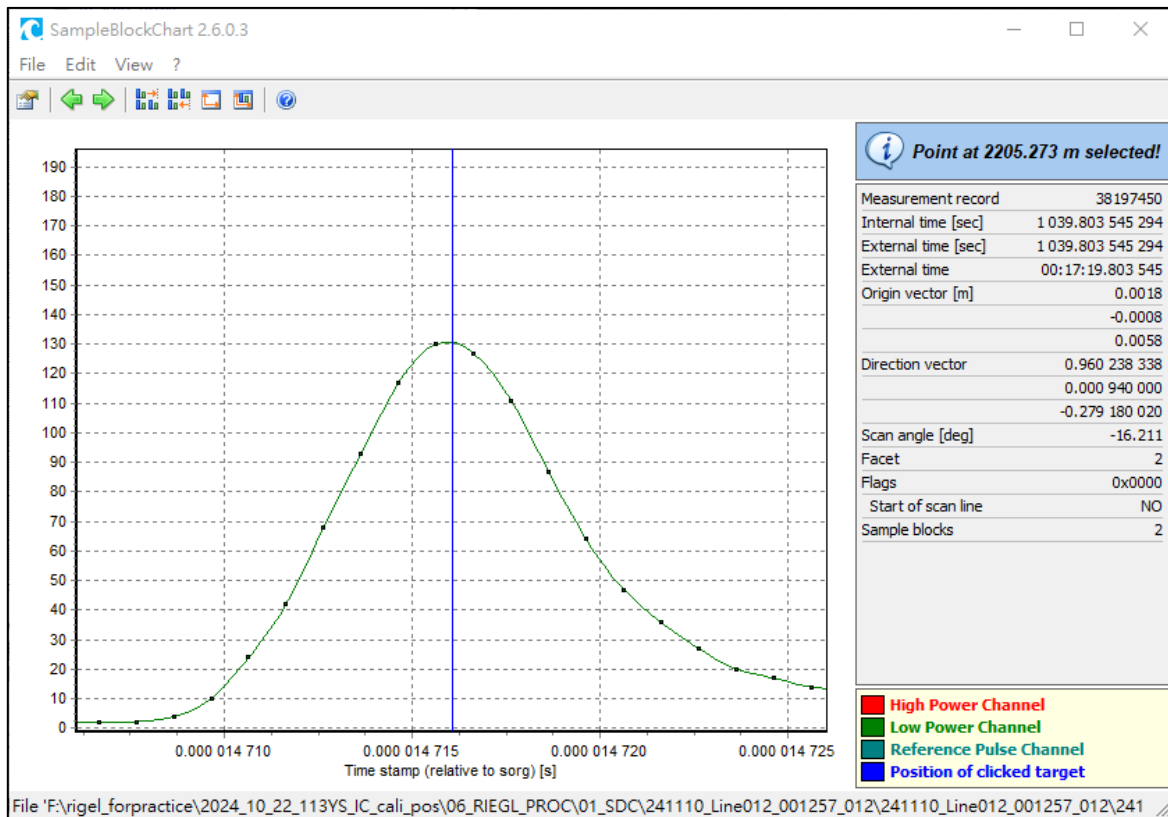 SampleBlockChart 2.6.0.3
File Edit View ?
Point at 2205.273 m selected!
190
180
170
160
150
140
130
120
110
100
90
80
70
60
50
40
30
20
10
0
0.000 014 710 0.000 014 715 0.000 014 720 0.000 014 725
Time stamp (relative to sorg) [s]
Measurement record 38197450
Internal time [sec] 1 039.803 545 294
External time [sec] 1 039.803 545 294
External time 00:17:19.803 545
Origin vector [m] 0.0018
-0.0008
0.0058
Direction vector 0.960 238 338
0.000 940 000
-0.279 180 020
Scan angle [deg] -16.211
Facet 2
Flags 0x0000
Start of scan line NO
Sample blocks 2
High Power Channel
Low Power Channel
Reference Pulse Channel
Position of clicked target
File 'F:\rigel_forpractice\2024_10_22_113YS_IC_cali_pos\06_RIEGL_PROC\01_SDC\241110_Line012_001257_012\241110_Line012_001257_012\241